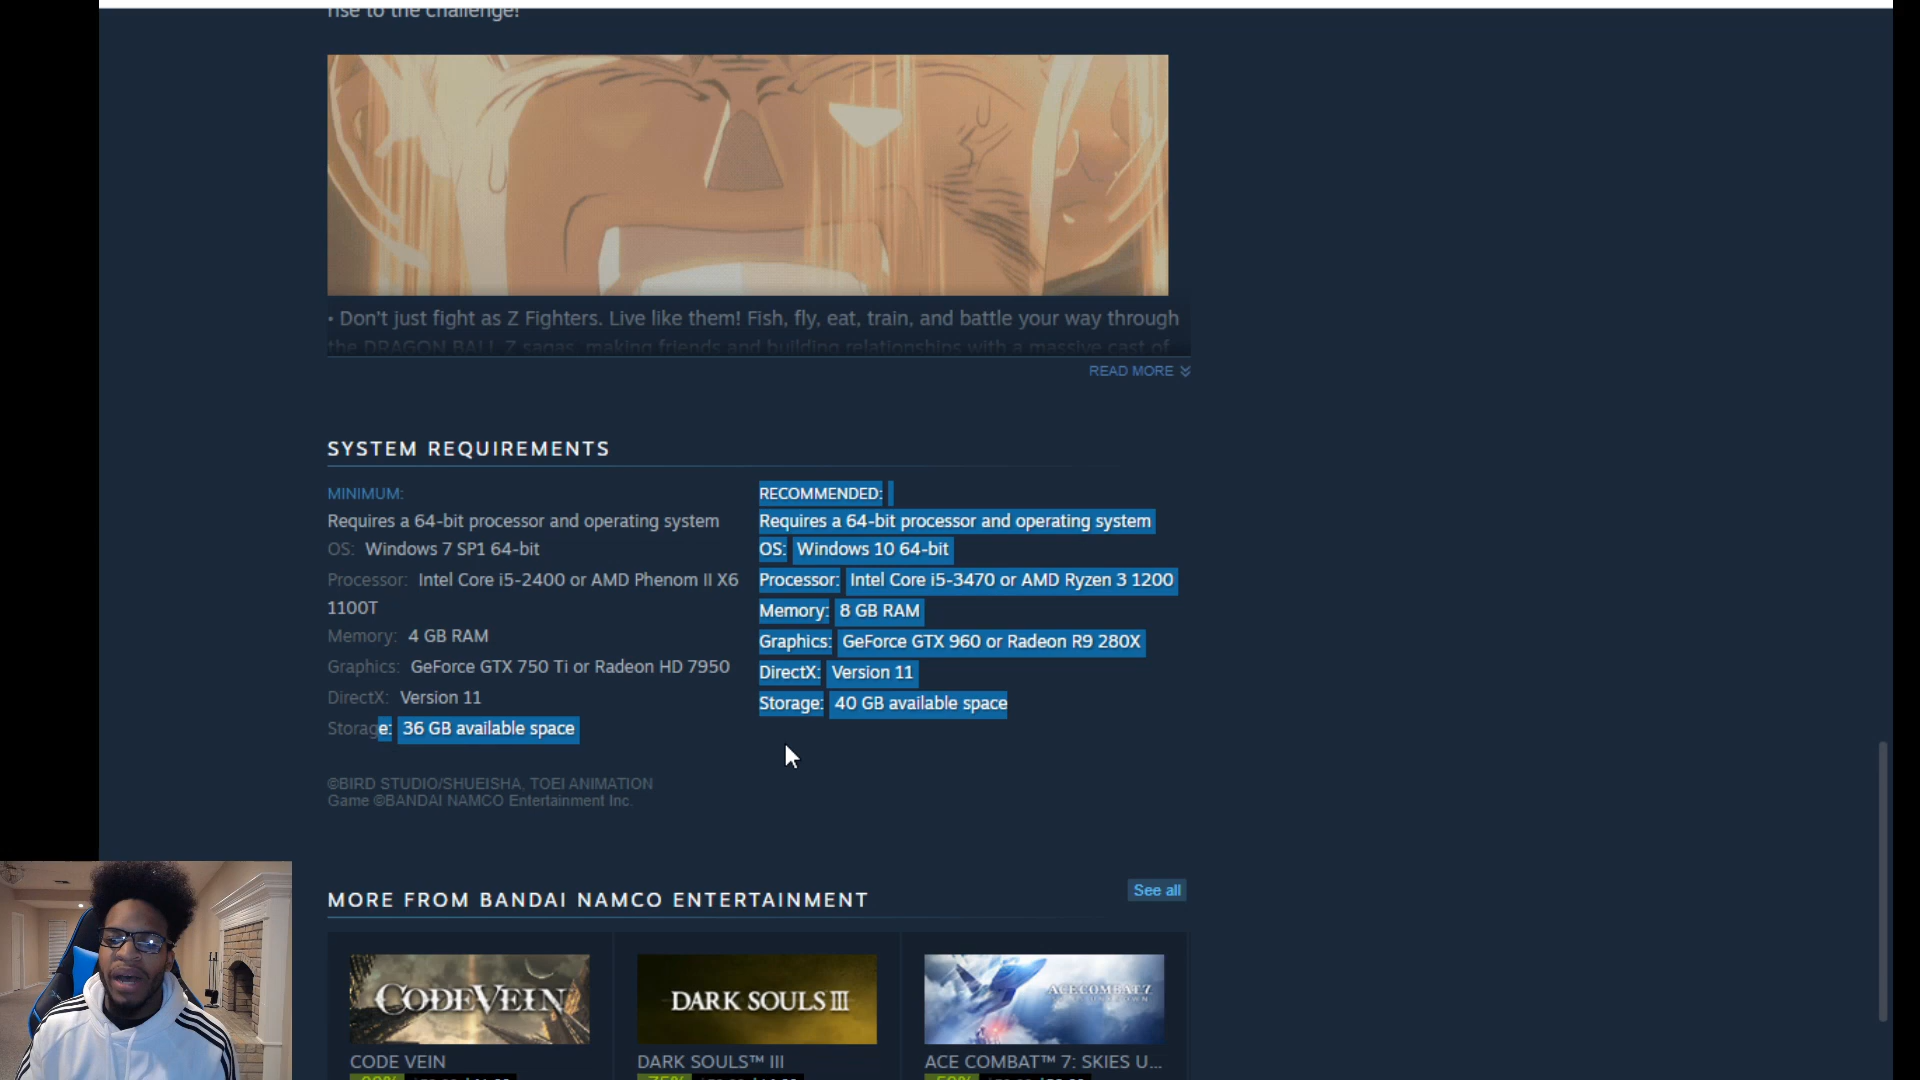 rise to the challenge!
• Don't just fight as Z Fighters. Live like them! Fish, fly, eat, train, and battle your way through
the DRAGON BALL Z sagas, making friends and building relationships with a massive cast of
READ MORE
SYSTEM REQUIREMENTS
MINIMUM:
Requires a 64-bit processor and operating system
OS: Windows 7 SP1 64-bit
Processor: Intel Core i5-2400 or AMD Phenom II X6
1100T
Memory: 4 GB RAM
Graphics: GeForce GTX 750 Ti or Radeon HD 7950
DirectX: Version 11
Storage: 36 GB available space
RECOMMENDED:
Requires a 64-bit processor and operating system
OS: Windows 10 64-bit
Processor: Intel Core i5-3470 or AMD Ryzen 3 1200
Memory: 8 GB RAM
Graphics: GeForce GTX 960 or Radeon R9 280X
DirectX: Version 11
Storage: 40 GB available space
©BIRD STUDIO/SHUEISHA, TOEI ANIMATION
Game ©BANDAI NAMCO Entertainment Inc.
MORE FROM BANDAI NAMCO ENTERTAINMENT
See all
CODE VEIN
DARK SOULS III
ACE COMBAT 7
CODE VEIN
DARK SOULS™ III
ACE COMBAT™ 7: SKIES U...